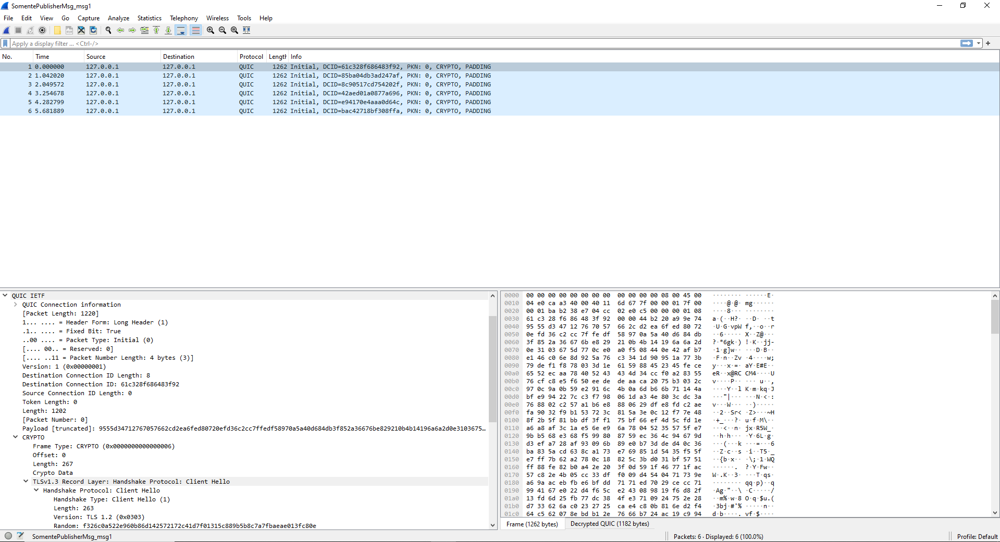 SomentePublisherMsg_msg1
File Edit View Go Capture Analyze Statistics Telephony Wireless Tools Help
Apply a display filter ... <Ctrl-/>
No. Time Source Destination Protocol Length Info
1 0.000000 127.0.0.1 127.0.0.1 QUIC 1262 Initial, DCID=61c328f686483f92, PKN: 0, CRYPTO, PADDING
2 1.042020 127.0.0.1 127.0.0.1 QUIC 1262 Initial, DCID=85ba04db3ad247af, PKN: 0, CRYPTO, PADDING
3 2.049572 127.0.0.1 127.0.0.1 QUIC 1262 Initial, DCID=8c90517cd754202f, PKN: 0, CRYPTO, PADDING
4 3.254678 127.0.0.1 127.0.0.1 QUIC 1262 Initial, DCID=42aed01a0877a696, PKN: 0, CRYPTO, PADDING
5 4.282799 127.0.0.1 127.0.0.1 QUIC 1262 Initial, DCID=e94170e4aaa0d64c, PKN: 0, CRYPTO, PADDING
6 5.681889 127.0.0.1 127.0.0.1 QUIC 1262 Initial, DCID=bac42718bf308ffa, PKN: 0, CRYPTO, PADDING
QUIC IETF
QUIC Connection information
[Packet Length: 1220]
1... .... = Header Form: Long Header (1)
.1.. .... = Fixed Bit: True
..00 .... = Packet Type: Initial (0)
[.... 00.. = Reserved: 0]
[.... ..11 = Packet Number Length: 4 bytes (3)]
Version: 1 (0x00000001)
Destination Connection ID Length: 8
Destination Connection ID: 61c328f686483f92
Source Connection ID Length: 0
Token Length: 0
Length: 1202
[Packet Number: 0]
Payload [truncated]: 9555d34712767057662cd2ea6fed80720efd36c2cc7ffedf58970a5a40d684db3f852a36676be829210b4b14196a6a2d0e3103675…
CRYPTO
Frame Type: CRYPTO (0x0000000000000006)
Offset: 0
Length: 267
Crypto Data
TLSv1.3 Record Layer: Handshake Protocol: Client Hello
Handshake Protocol: Client Hello
Handshake Type: Client Hello (1)
Length: 263
Version: TLS 1.2 (0x0303)
Random: f326c0a522e960b86d142572172c41d7f01315c889b5b8c7a7fbaeae013fc80e
0000 00 00 00 00 00 00 00 00 00 00 00 00 08 00 45 00 ··············E·
0010 04 e0 ca a3 40 00 40 11 6d 67 7f 00 00 01 7f 00 ····@·@·mg······
0020 00 01 ba b2 38 e7 04 cc 02 e0 c5 00 00 00 01 08 ····8···········
0030 61 c3 28 f6 86 48 3f 92 00 00 44 b2 20 a9 9e 74 a·(··H?···D· ··t
0040 95 55 d3 47 12 76 70 57 66 2c d2 ea 6f ed 80 72 ·U·G·vpWf,··o··r
0050 0e fd 36 c2 cc 7f fe df 58 97 0a 5a 40 d6 84 db ··6·····X··Z@···
0060 3f 85 2a 36 67 6b e8 29 21 0b 4b 14 19 6a 6a 2d ?·*6gk·)!·K··jj-
0070 0e 31 03 67 5d 77 0c e0 a0 f5 08 44 0e 42 af b7 ·1·g]w·····D·B··
0080 e1 46 c0 6e 8d 92 5a 76 c3 34 1d 90 95 1a 77 3b ·F·n··Zv·4····w;
0090 79 de f1 f8 78 03 3d 1e 61 59 88 45 23 45 fe ce y···x·=·aY·E#E··
00a0 65 52 ec aa 78 40 52 43 43 4d 34 cc f0 a2 83 55 eR··x@RCCM4····U
00b0 76 cf c8 e5 f6 50 ee de de aa ca 20 75 b3 03 2c v····P····· u··,
00c0 97 0c 9a 0b 59 e2 91 6c 4b 0a 6d b6 6b 71 14 4a ····Y··lK·m·kq·J
00d0 bf e9 94 22 7c c3 f7 98 06 1d a3 4e 80 3c dc 3a ···"|······N·<·:
00e0 76 88 02 c2 57 a1 b6 e8 88 06 29 df e8 fd c2 ae v···W·····)·····
00f0 fa 90 32 f9 b1 53 72 3c 81 5a 3e 0c 12 f7 7e 48 ··2··Sr<·Z>···~H
0100 8f 2b 5f 81 bb df 3f f1 75 bf 66 ef 4d 5c fd 1e ·+_···?·u·f·M\··
0110 a6 a8 af 3c 1a e5 6e e9 6a 78 04 52 35 57 5f e7 ···<··n·jx·R5W_·
0120 9b b5 68 e3 68 f5 99 80 87 59 ec 36 4c 94 67 9d ··h·h····Y·6L·g·
0130 d3 ef a7 28 af 93 09 6b 89 e0 b7 3d de d4 0c 36 ···(···k···=···6
0140 ba 83 5a cd 63 8c a1 73 e7 69 85 1d 54 35 f5 5f ··Z·c··s·i··T5·_
0150 e7 ff 7b 62 a2 78 0c 18 82 5c 3b d0 31 bf 57 51 ··{b·x···\;·1·WQ
0160 ff 88 fe 82 b0 a4 2e 20 3f 0d 59 1f 46 77 1f ac ······. ?·Y·Fw··
0170 57 c8 2e 4b 05 cc 33 df f0 09 d4 54 04 71 73 9e W·.K··3····T·qs·
0180 a6 9a ac eb fb e6 bf dd 71 71 ed 70 29 ce cc 71 ········qq·p)··q
0190 99 41 67 e0 22 d4 f6 5c e2 43 08 98 19 f6 d8 2f ·Ag·"··\·C·····/
01a0 13 fd 6d 25 fb 77 dc 38 4f e3 71 09 24 75 2e 28 ··m%·w·8O·q·$u.(
01b0 d7 33 62 6a c0 23 27 25 ca e4 c8 0b 81 6e d2 f4 ·3bj·#'%·····n··
01c0 64 c5 62 07 8e bd b1 2e 76 66 b7 24 ac 19 c9 94 d·b····.vf·$····
Frame (1262 bytes) Decrypted QUIC (1182 bytes)
SomentePublisherMsg_msg1 Packets: 6 · Displayed: 6 (100.0%) Profile: Default